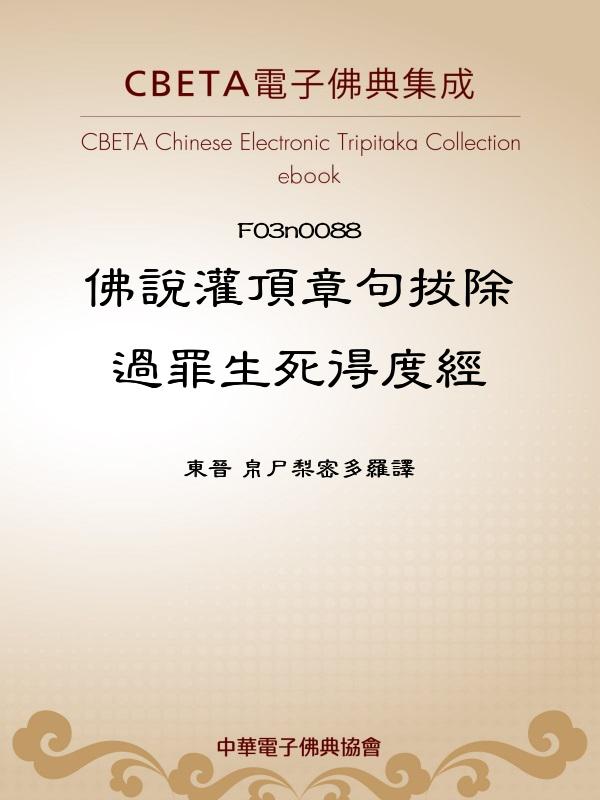 CBETA電子佛典集成
CBETA Chinese Electronic Tripitaka Collection
ebook
F03n0088
佛說灌頂章句拔除
過罪生死得度經
東晉 帛尸梨密多羅譯
中華電子佛典協會